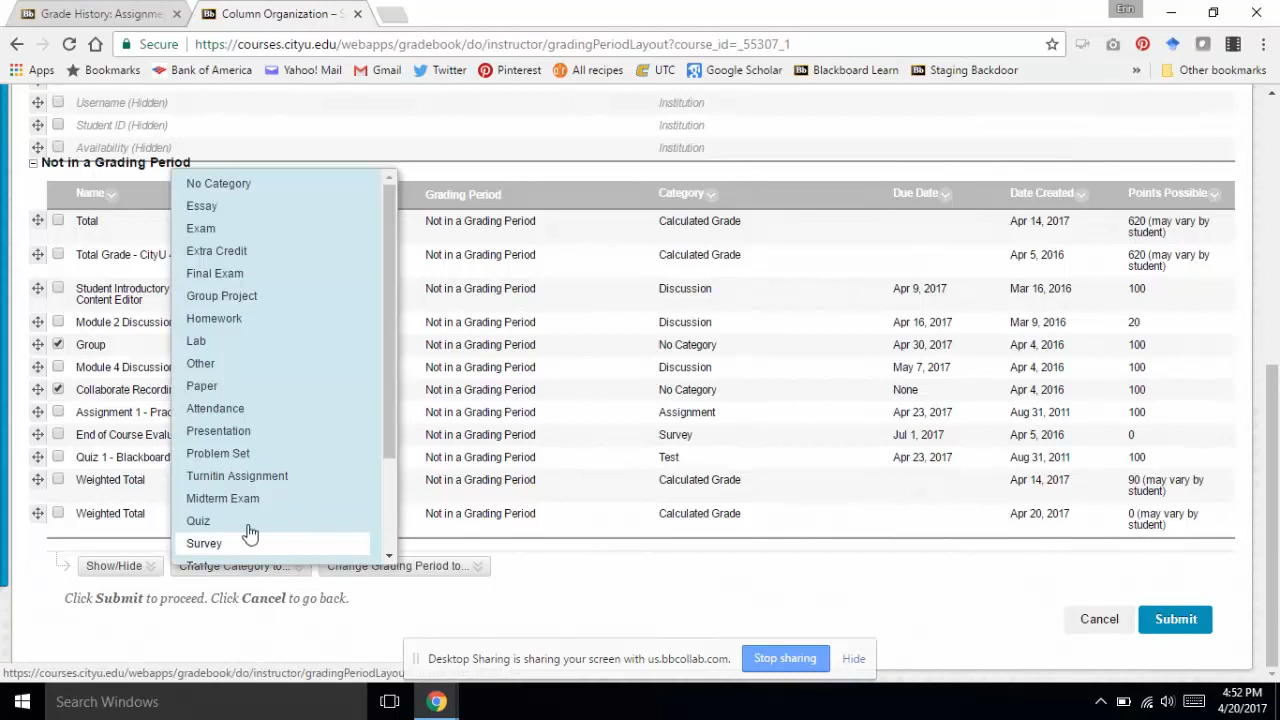 Grade History: Assignme
Column Organization – S
Erin
Secure
https://courses.cityu.edu/webapps/gradebook/do/instructor/gradingPeriodLayout?course_id=_55307_1
Apps Bookmarks Bank of America Yahoo! Mail Gmail Twitter Pinterest All recipes UTC Google Scholar Blackboard Learn Staging Backdoor » Other bookmarks
Username (Hidden) Institution
Student ID (Hidden) Institution
Availability (Hidden) Institution
Not in a Grading Period
Name Grading Period Category Due Date Date Created Points Possible
Total Not in a Grading Period Calculated Grade Apr 14, 2017 620 (may vary by
student)
Total Grade - CityU Not in a Grading Period Calculated Grade Apr 5, 2016 620 (may vary by
student)
Student Introductory Not in a Grading Period Discussion Apr 9, 2017 Mar 16, 2016 100
Content Editor
Module 2 Discussion Not in a Grading Period Discussion Apr 16, 2017 Mar 9, 2016 20
Group Not in a Grading Period No Category Apr 30, 2017 Apr 4, 2016 100
Module 4 Discussion Not in a Grading Period Discussion May 7, 2017 Apr 4, 2016 100
Collaborate Recordin Not in a Grading Period No Category None Apr 4, 2016 100
Assignment 1 - Prac Not in a Grading Period Assignment Apr 23, 2017 Aug 31, 2011 100
End of Course Evalu Not in a Grading Period Survey Jul 1, 2017 Apr 5, 2016 0
Quiz 1 - Blackboard Not in a Grading Period Test Apr 23, 2017 Aug 31, 2011 100
Weighted Total Not in a Grading Period Calculated Grade Apr 14, 2017 90 (may vary by
student)
Weighted Total Not in a Grading Period Calculated Grade Apr 20, 2017 0 (may vary by
student)
No Category
Essay
Exam
Extra Credit
Final Exam
Group Project
Homework
Lab
Other
Paper
Attendance
Presentation
Problem Set
Turnitin Assignment
Midterm Exam
Quiz
Survey
Show/Hide Change Category to... Change Grading Period to...
Click Submit to proceed. Click Cancel to go back.
Cancel Submit
Desktop Sharing is sharing your screen with us.bbcollab.com. Stop sharing Hide
https://courses.cityu.edu/webapps/gradebook/do/instructor/gradingPeriodLayou
Search Windows
4:52 PM
4/20/2017